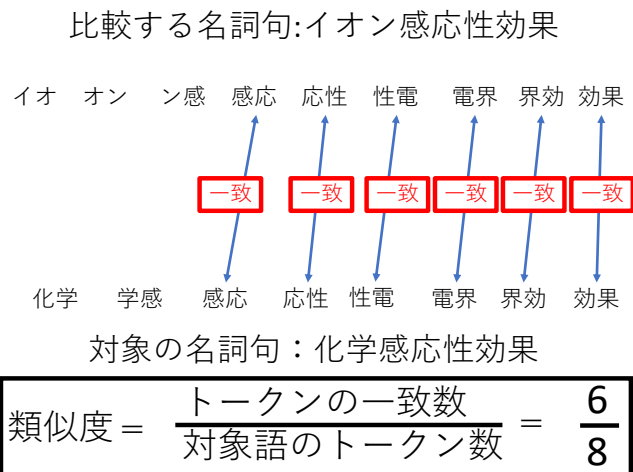 比較する名詞句:イオン感応性効果
イオ オン ン感 感応 応性 性電 電界 界効 効果
一致 一致 一致 一致 一致 一致
化学 学感 感応 応性 性電 電界 界効 効果
対象の名詞句：化学感応性効果
類似度＝ トークンの一致数 ＝ 6
対象語のトークン数 8